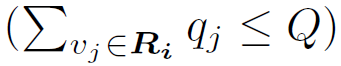 (∑_{v_j∈R_i} q_j ≤ Q)